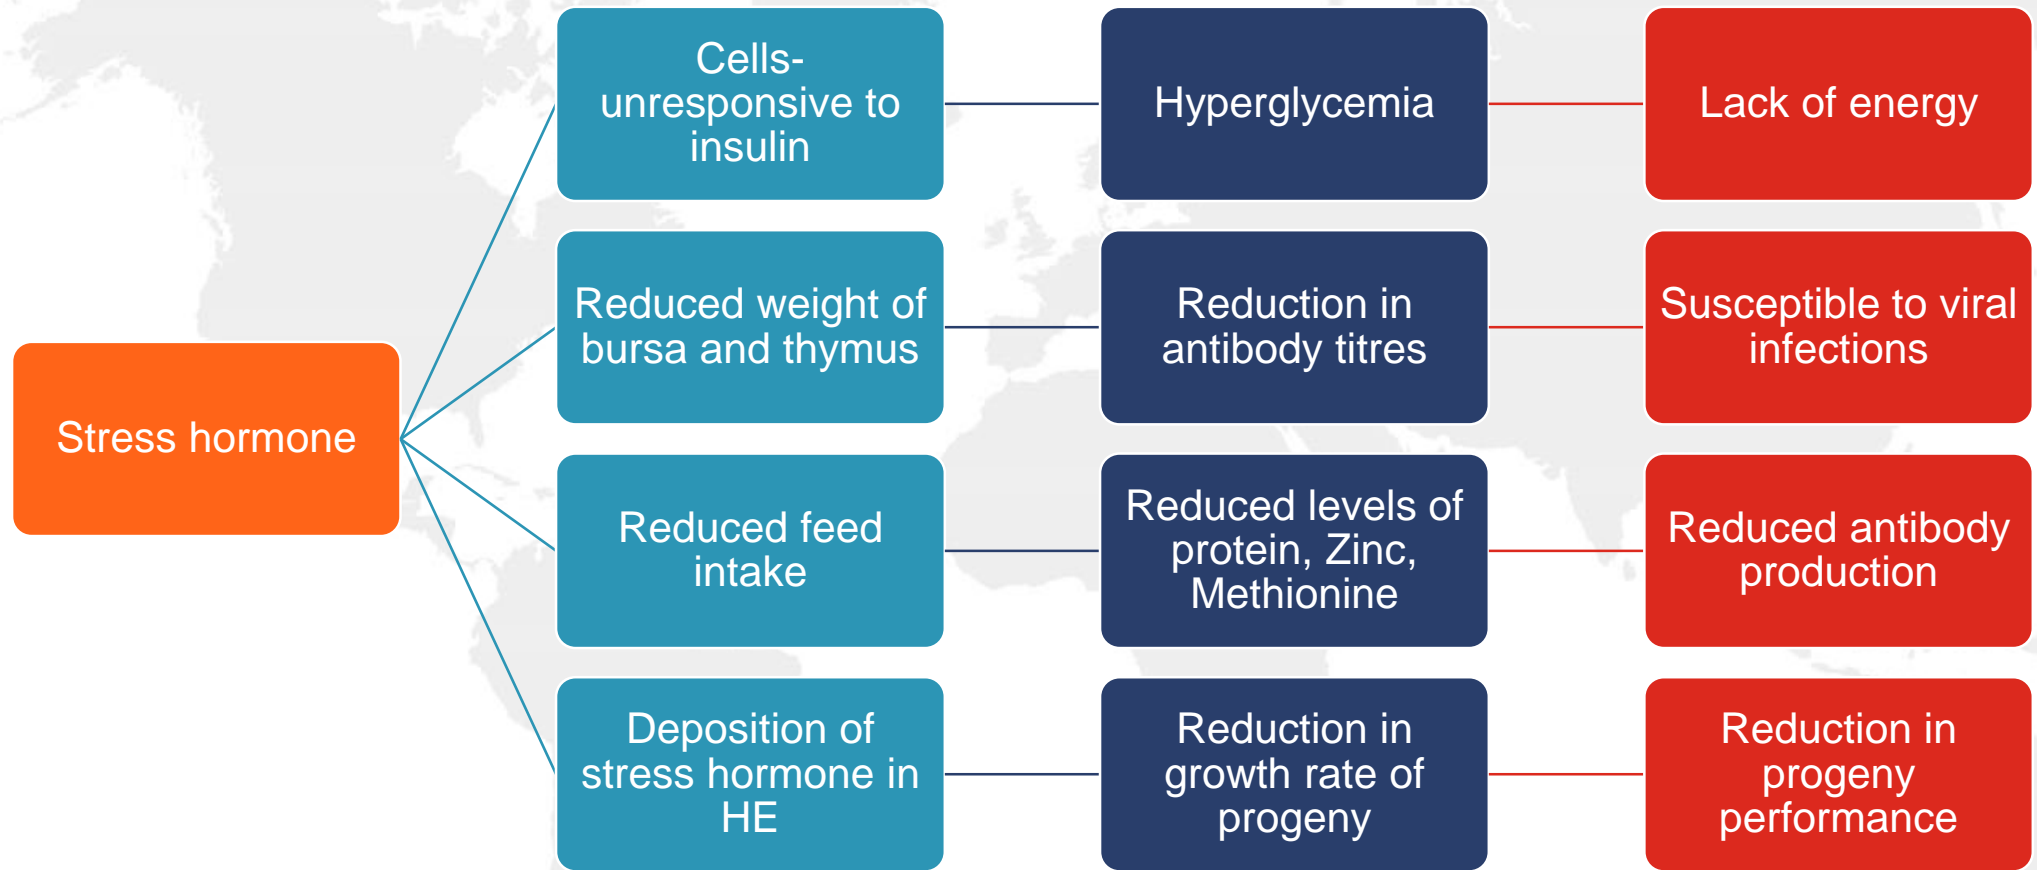 Cells-
unresponsive to
insulin
Hyperglycemia
Lack of energy
Reduced weight of
bursa and thymus
Reduction in
antibody titres
Susceptible to viral
infections
Stress hormone
Reduced feed
intake
Reduced levels of
protein, Zinc,
Methionine
Reduced antibody
production
Deposition of
stress hormone in
HE
Reduction in
growth rate of
progeny
Reduction in
progeny
performance